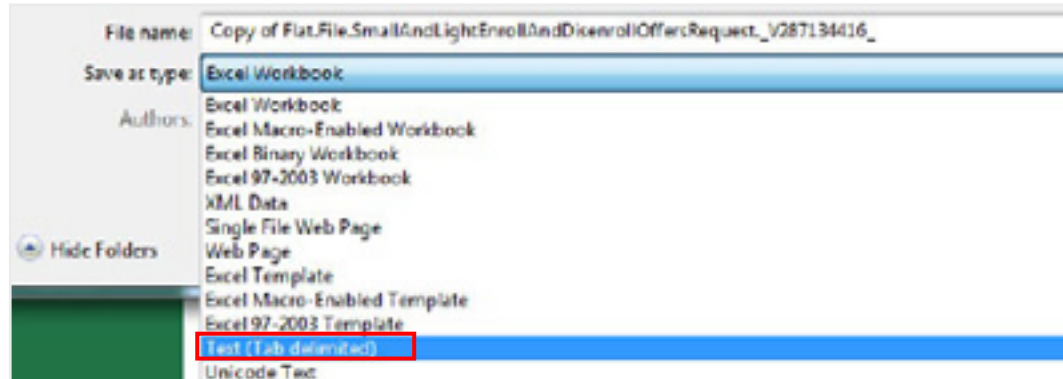 File name: Copy of Flat.File.SmallAndLightEnrollAndDisenrollOffersRequest._V287134416_
Save as type: Excel Workbook
Authors:
Excel Workbook
Excel Macro-Enabled Workbook
Excel Binary Workbook
Excel 97-2003 Workbook
XML Data
Single File Web Page
Hide Folders
Web Page
Excel Template
Excel Macro-Enabled Template
Excel 97-2003 Template
Text (Tab delimited)
Unicode Text